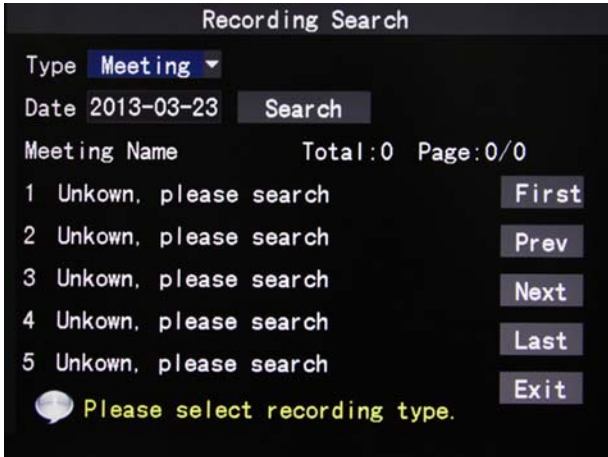 Recording Search
Type Meeting
Date 2013-03-23 Search
Meeting Name Total:0 Page:0/0
1 Unkown, please search First
2 Unkown, please search Prev
3 Unkown, please search Next
4 Unkown, please search Last
5 Unkown, please search Exit
Please select recording type.